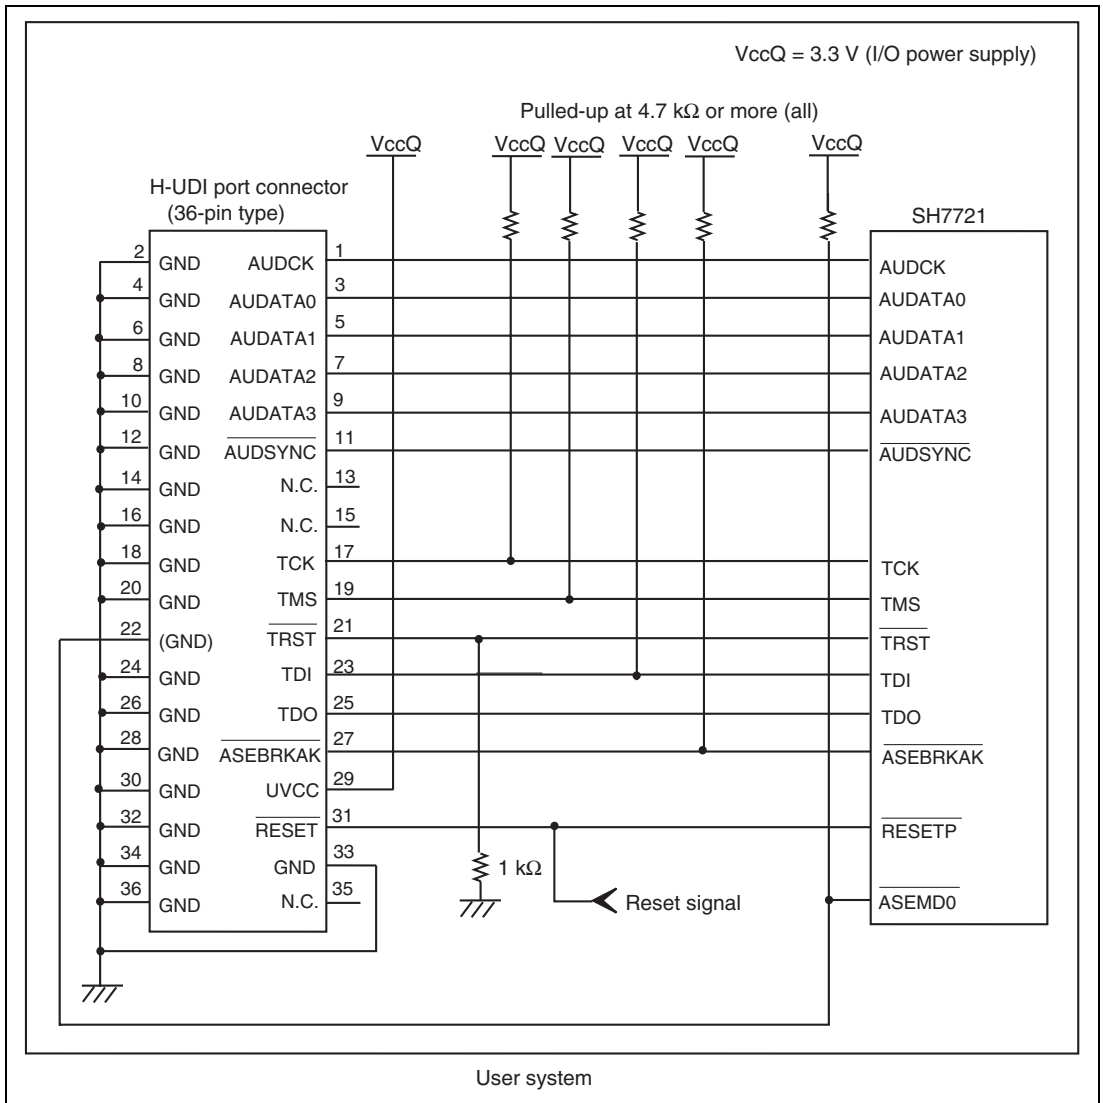 VccQ = 3.3 V (I/O power supply)
Pulled-up at 4.7 kΩ or more (all)
VccQ VccQ VccQ VccQ VccQ VccQ
H-UDI port connector
(36-pin type)
SH7721
2 GND AUDCK 1 AUDCK
4 GND AUDATA0 3 AUDATA0
6 GND AUDATA1 5 AUDATA1
8 GND AUDATA2 7 AUDATA2
10 GND AUDATA3 9 AUDATA3
12 GND AUDSYNC 11 AUDSYNC
14 GND N.C. 13
16 GND N.C. 15
18 GND TCK 17 TCK
20 GND TMS 19 TMS
22 (GND) TRST 21 TRST
24 GND TDI 23 TDI
26 GND TDO 25 TDO
28 GND ASEBRKAK 27 ASEBRKAK
30 GND UVCC 29
32 GND RESET 31 RESETP
34 GND GND 33 1 kΩ
36 GND N.C. 35 Reset signal ASEMD0
User system